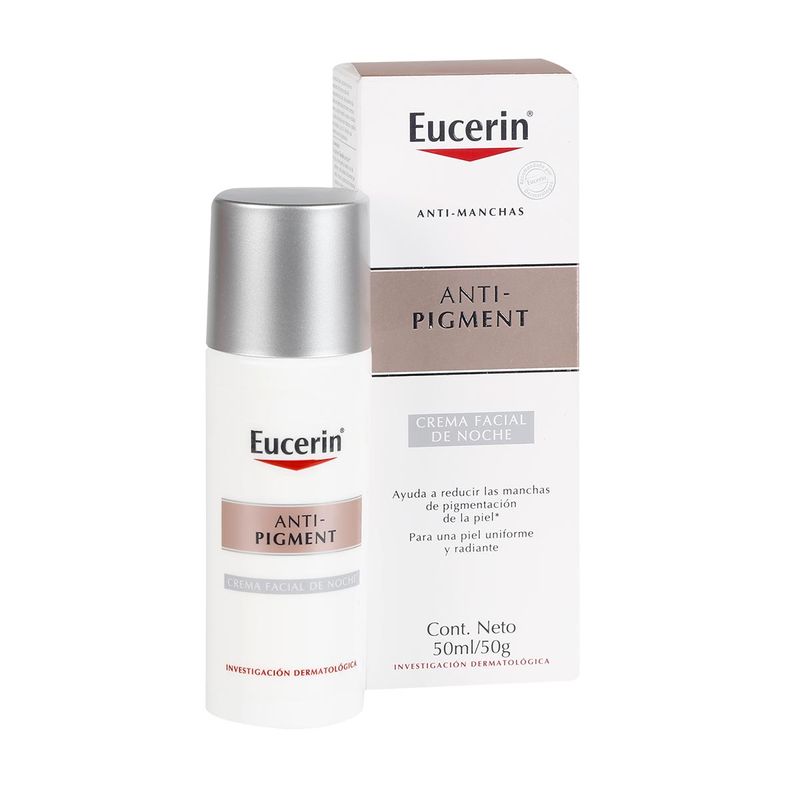 Eucerin®
Eucerin
ANTI-MANCHAS
ANTI-
PIGMENT
CREMA FACIAL
DE NOCHE
Ayuda a reducir las manchas
de pigmentación
de la piel*
Para una piel uniforme
y radiante
Cont. Neto
50ml/50g
INVESTIGACIÓN DERMATOLÓGICA
Eucerin®
ANTI-
PIGMENT
CREMA FACIAL DE NOCHE
INVESTIGACIÓN DERMATOLÓGICA